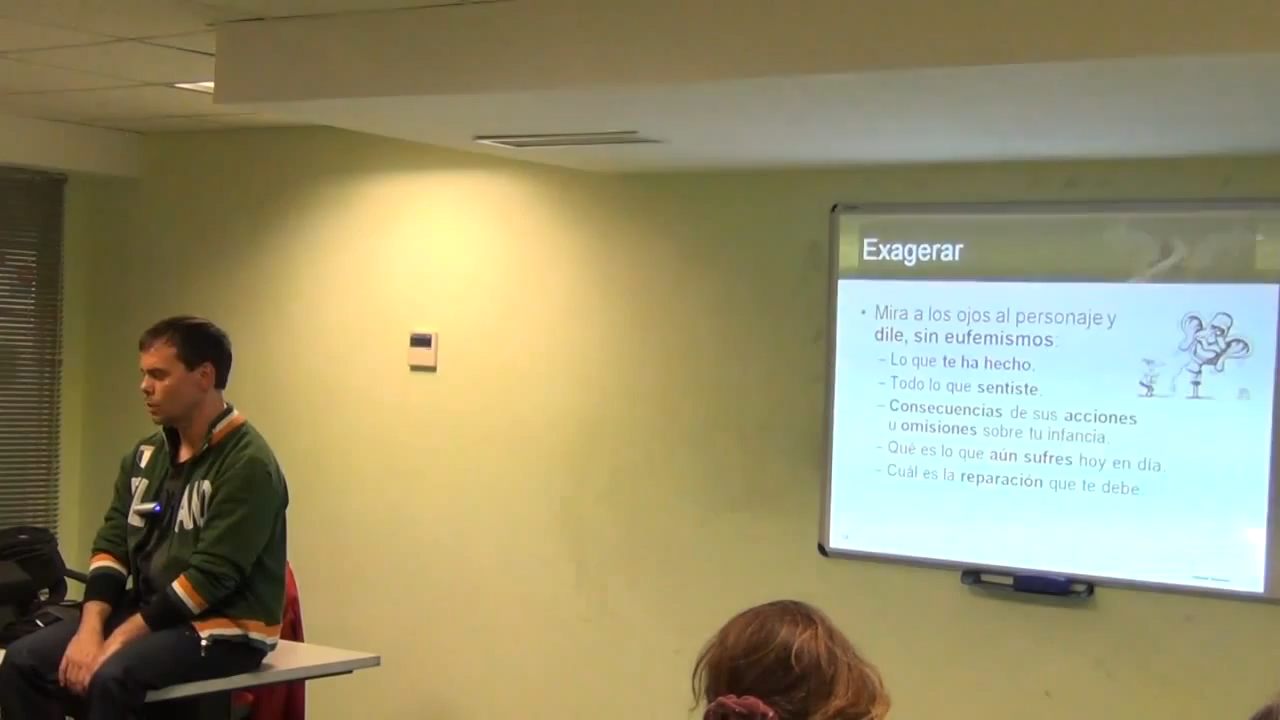 Exagerar
• Mira a los ojos al personaje y
dile, sin eufemismos:
– Lo que te ha hecho.
– Todo lo que sentiste.
– Consecuencias de sus acciones
u omisiones sobre tu infancia.
– Qué es lo que aún sufres hoy en día.
– Cuál es la reparación que te debe.